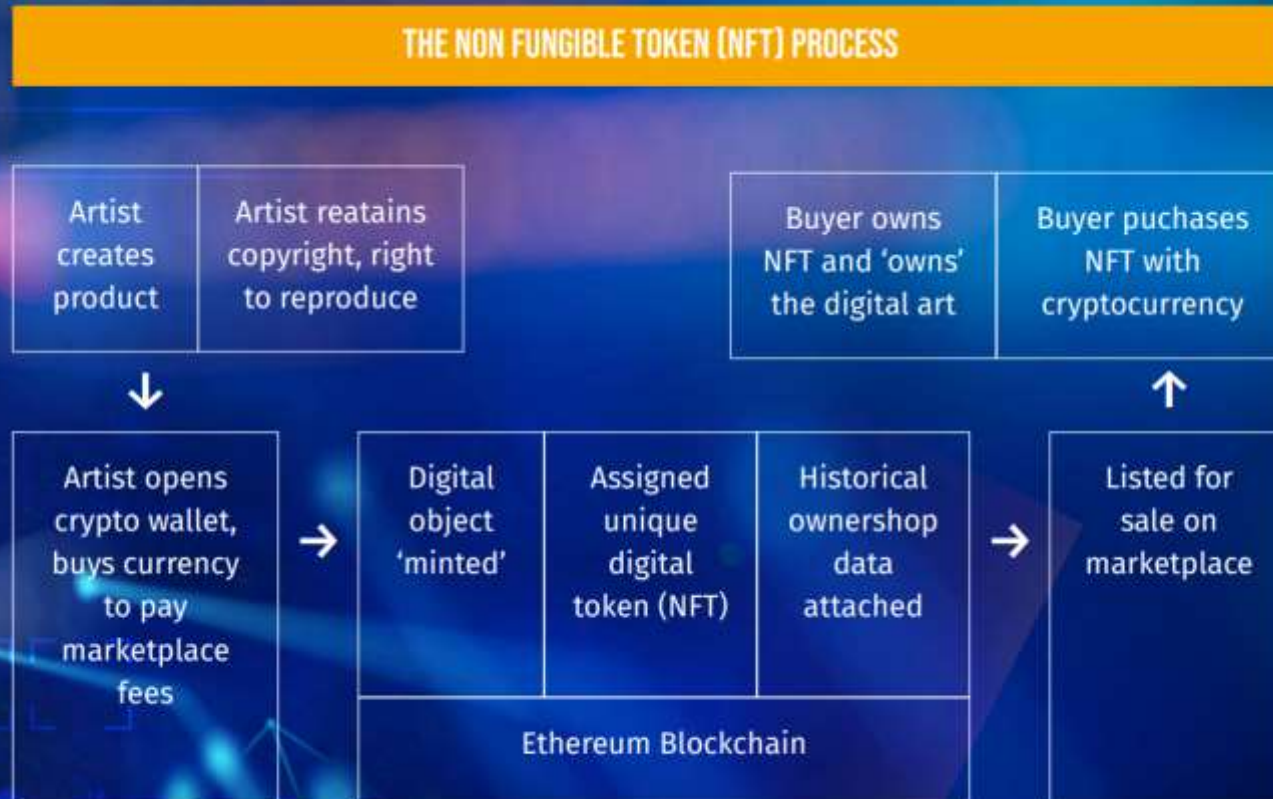 THE NON FUNGIBLE TOKEN (NFT) PROCESS
Artist
creates
product
Artist reatains
copyright, right
to reproduce
Buyer owns
NFT and ‘owns’
the digital art
Buyer puchases
NFT with
cryptocurrency
Artist opens
crypto wallet,
buys currency
to pay
marketplace
fees
Digital
object
‘minted’
Assigned
unique
digital
token (NFT)
Historical
ownershop
data
attached
Listed for
sale on
marketplace
Ethereum Blockchain